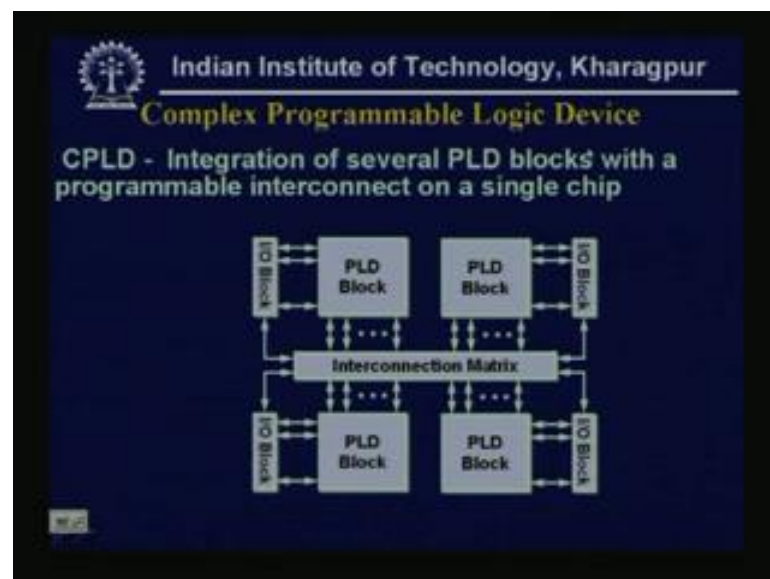 Indian Institute of Technology, Kharagpur
Complex Programmable Logic Device
CPLD - Integration of several PLD blocks with a
programmable interconnect on a single chip
I/O Block
PLD
Block
PLD
Block
I/O Block
Interconnection Matrix
I/O Block
PLD
Block
PLD
Block
I/O Block